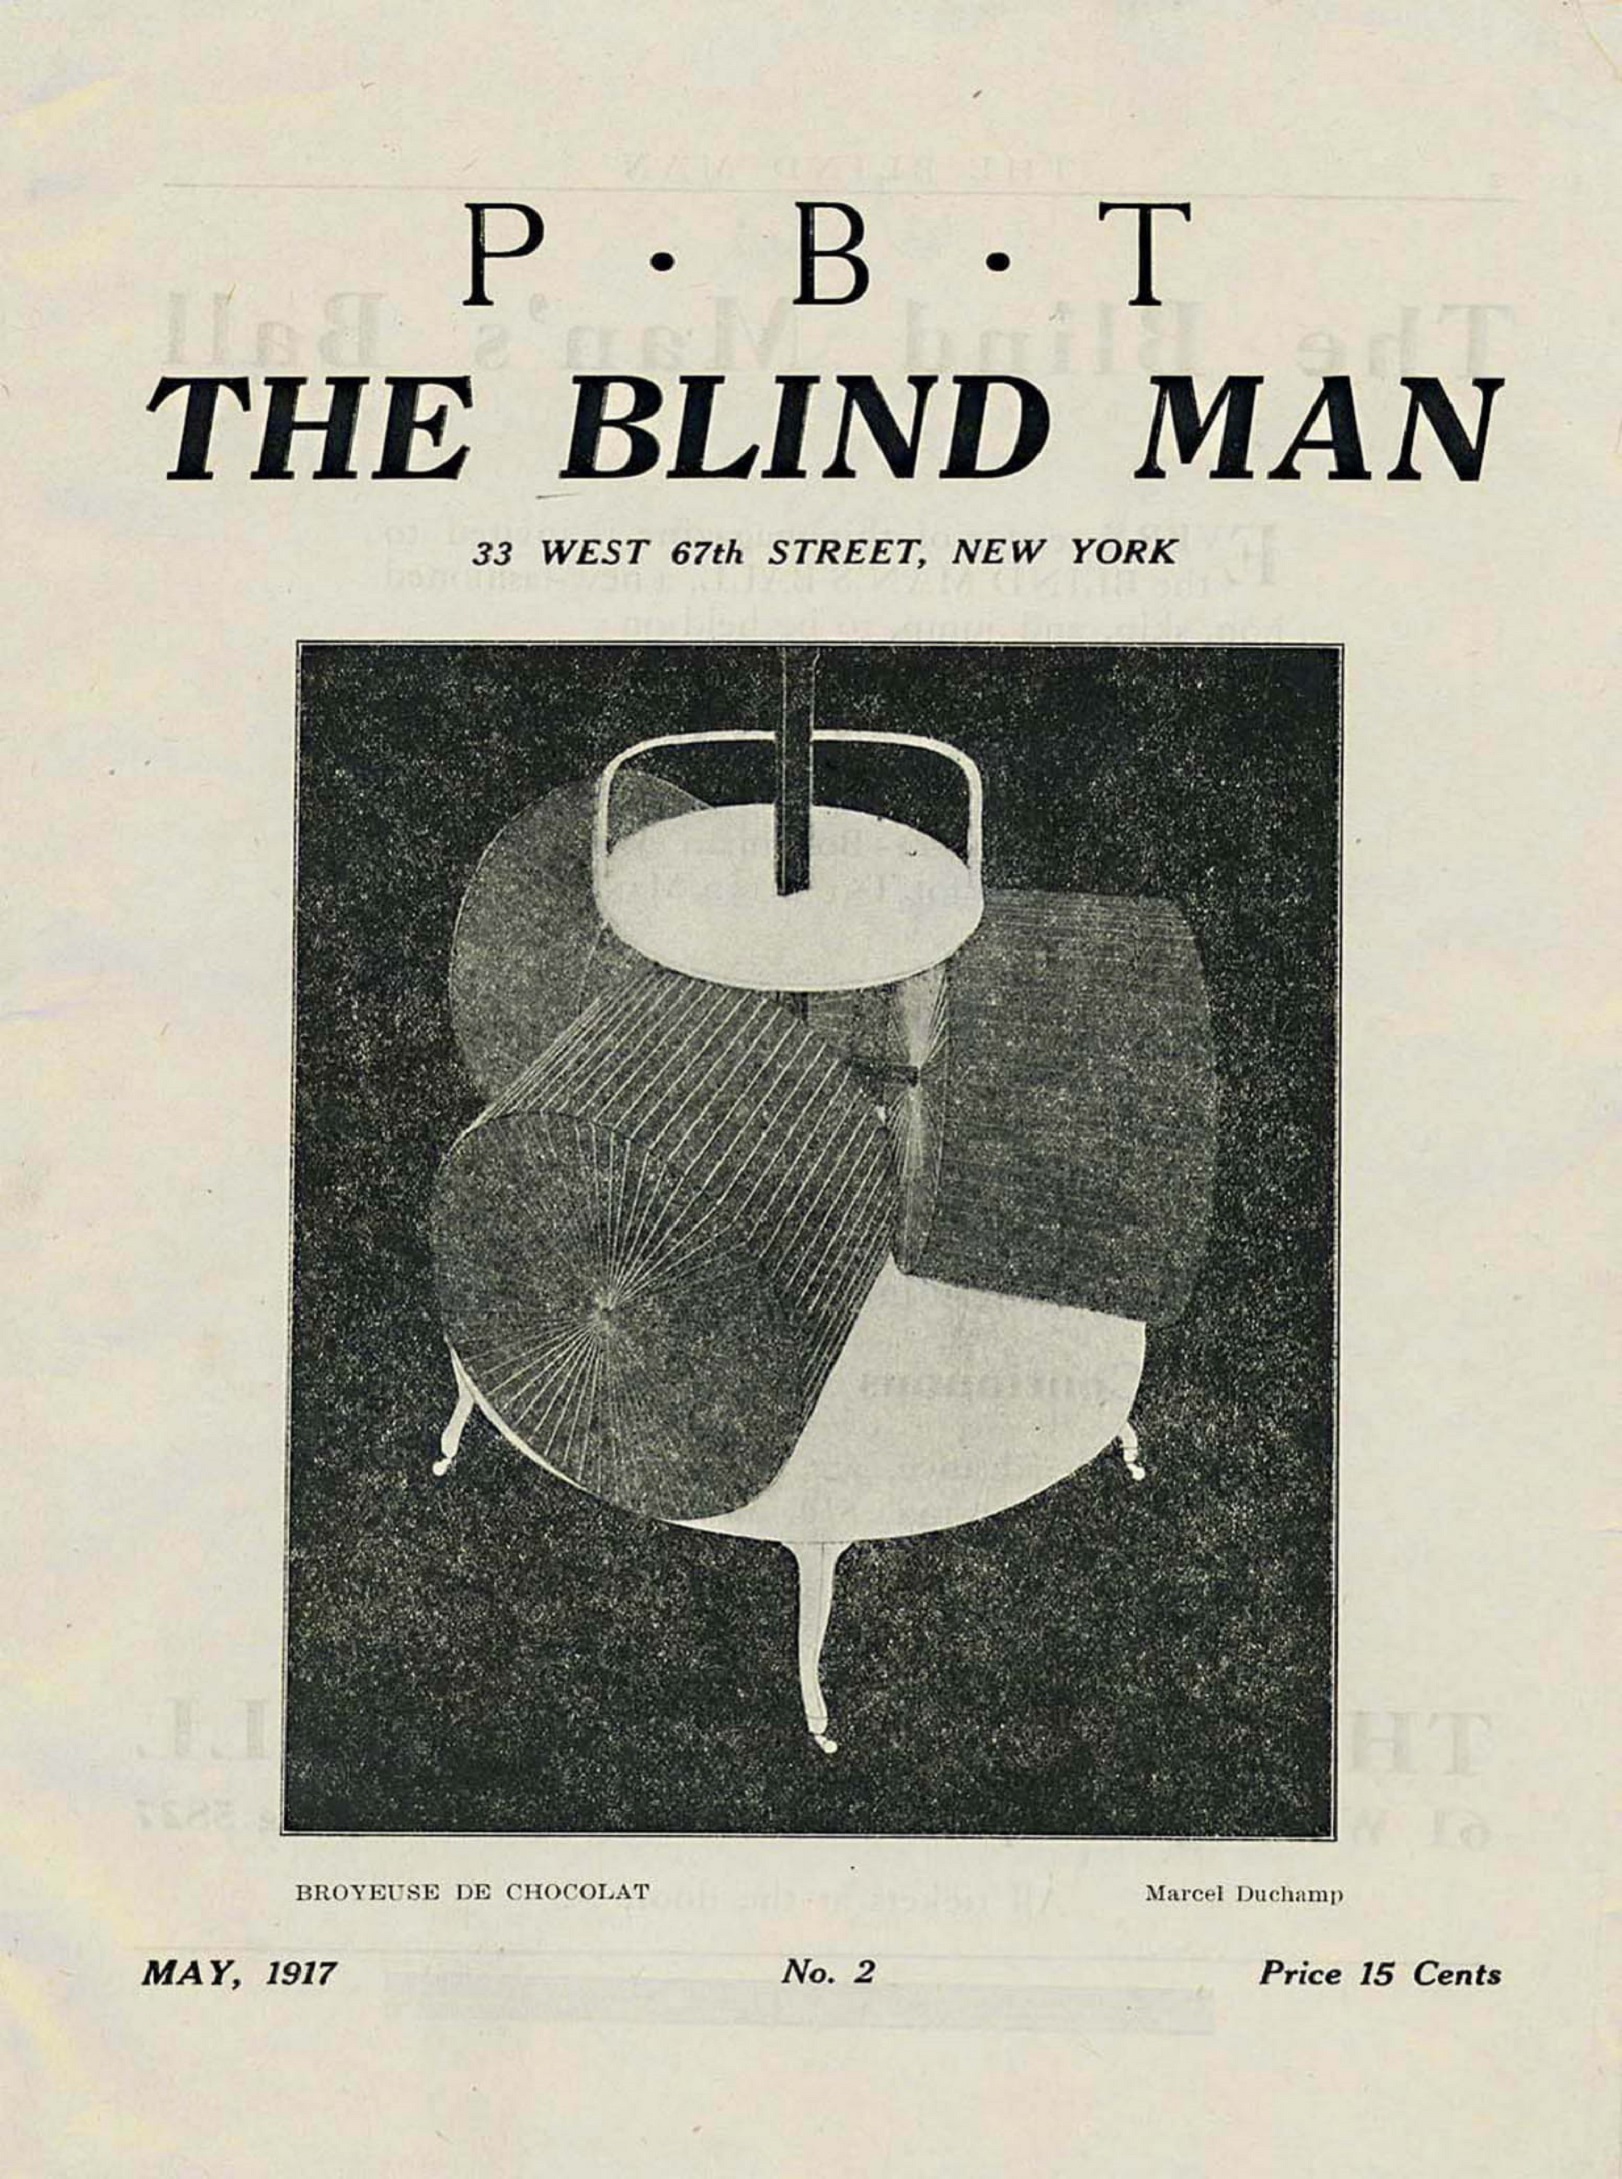 P · B · T
THE BLIND MAN
33 WEST 67th STREET, NEW YORK
BROYEUSE DE CHOCOLAT Marcel Duchamp
MAY, 1917 No. 2 Price 15 Cents